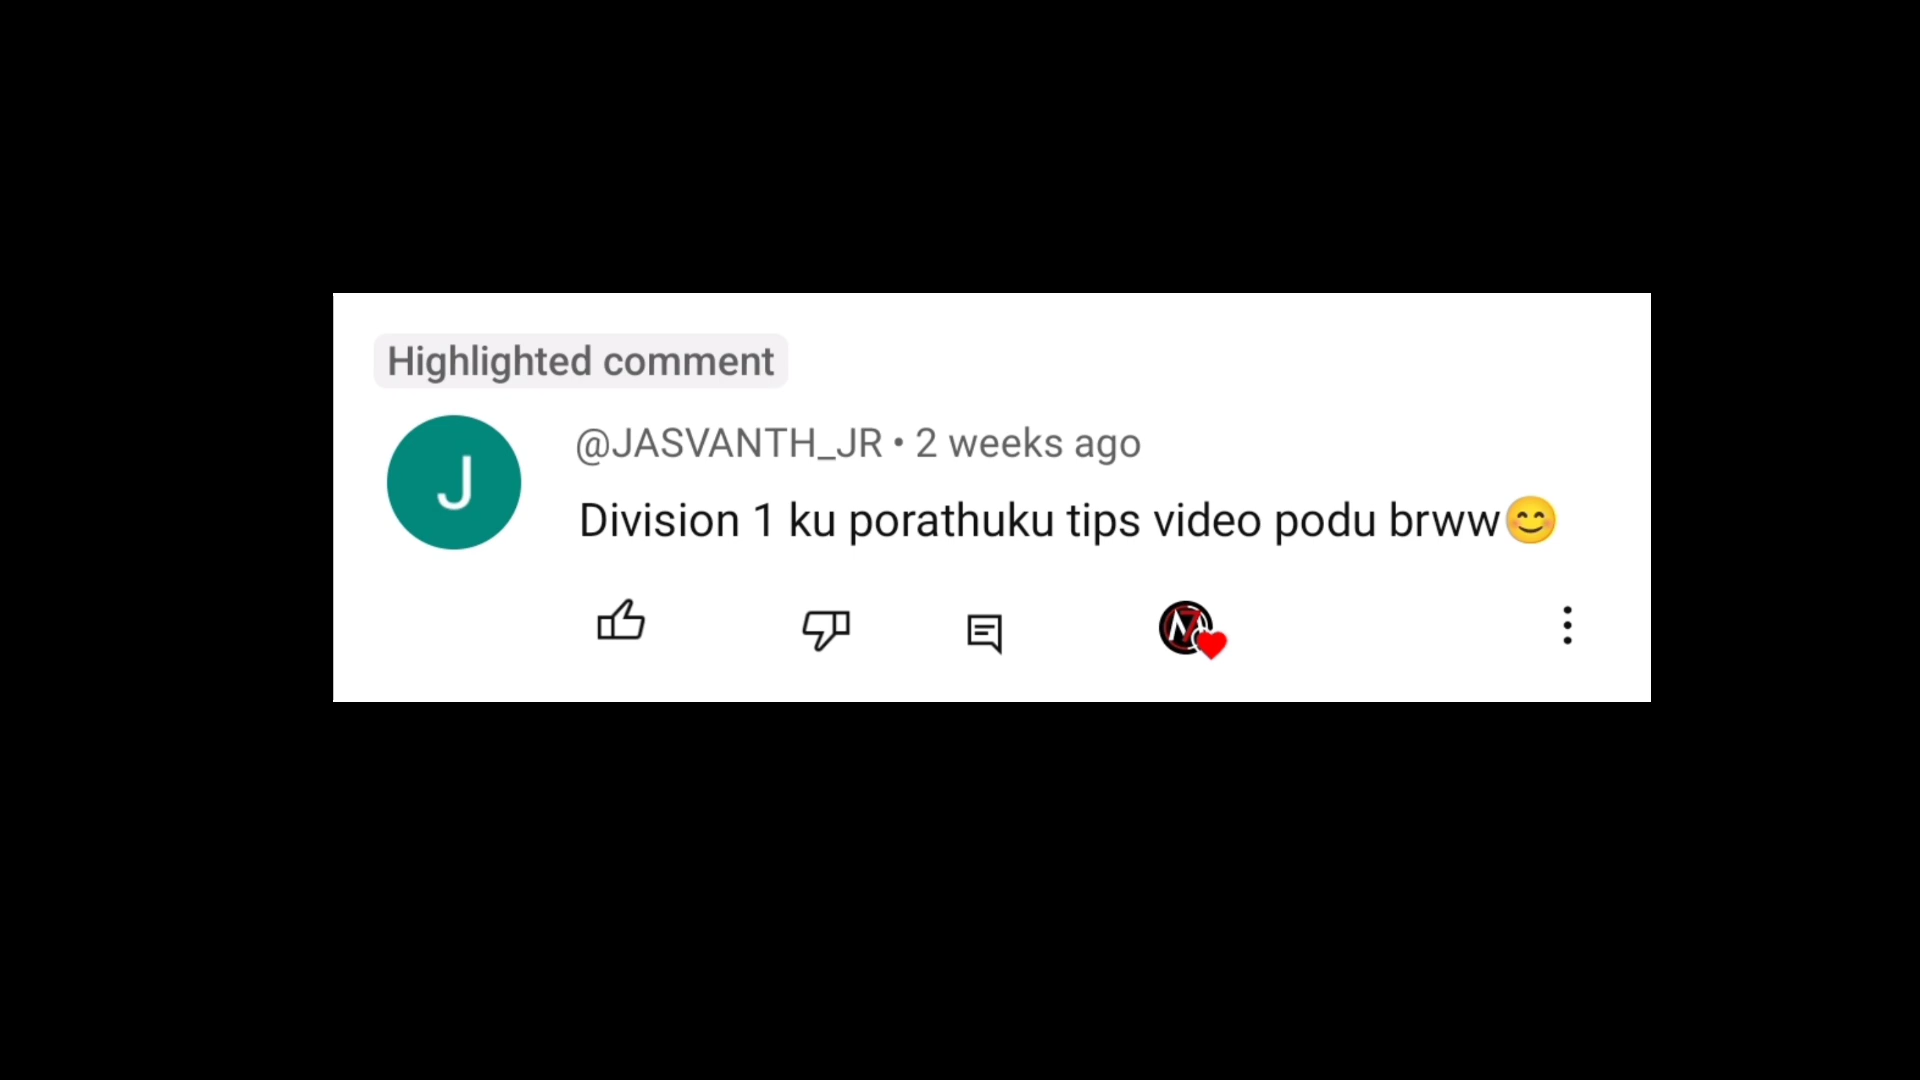 Highlighted comment
J
@JASVANTH_JR • 2 weeks ago
Division 1 ku porathuku tips video podu brww😊